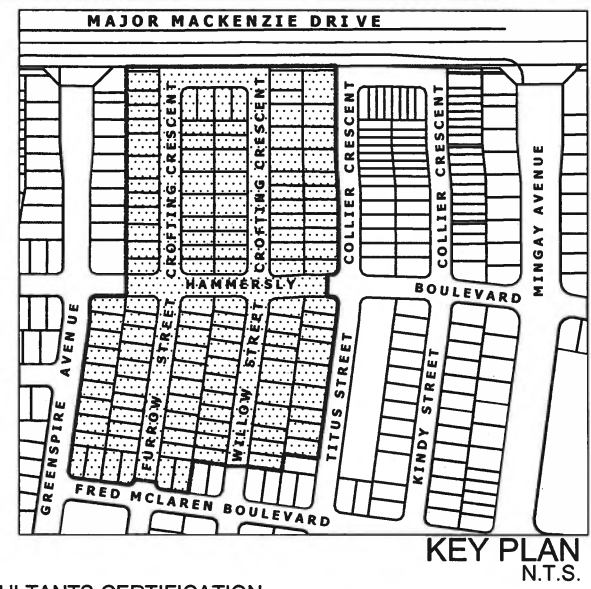 MAJOR MACKENZIE DRIVE
CROFTING CRESCENT
CROFTING CRESCENT
COLLIER CRESCENT
COLLIER CRESCENT
MINGAY AVENUE
HAMMERSLY
BOULEVARD
GREENSPIRE AVENUE
FURROW STREET
WILLOW STREET
TITUS STREET
KINDY STREET
FRED MCLAREN BOULEVARD
KEY PLAN
N.T.S.